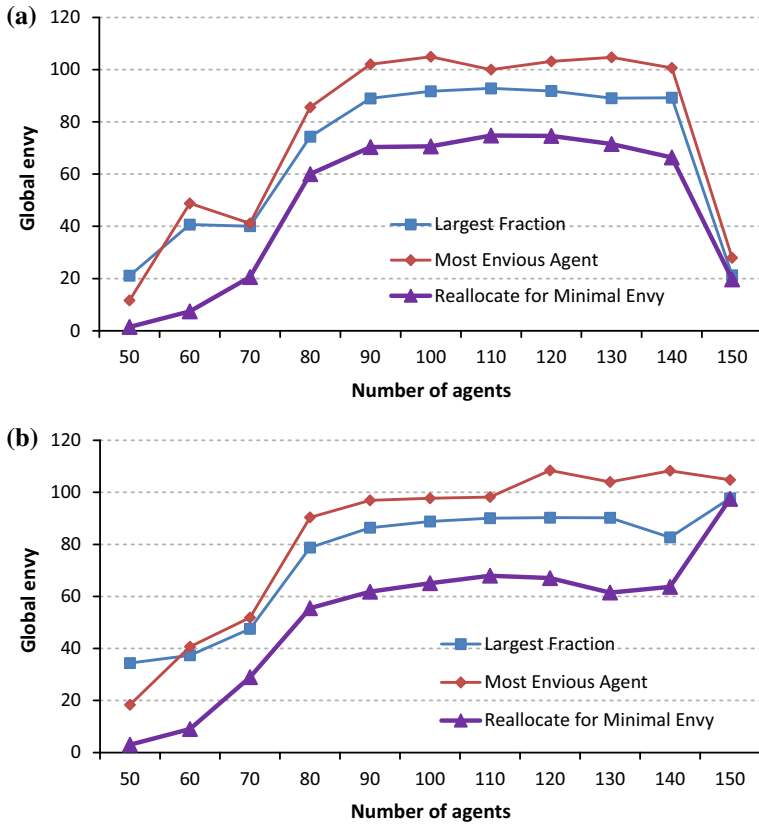 (a)
120
100
80
60
40
20
0
Global envy
Largest Fraction
Most Envious Agent
Reallocate for Minimal Envy
50 60 70 80 90 100 110 120 130 140 150
Number of agents
(b)
120
100
80
60
40
20
0
Global envy
Largest Fraction
Most Envious Agent
Reallocate for Minimal Envy
50 60 70 80 90 100 110 120 130 140 150
Number of agents